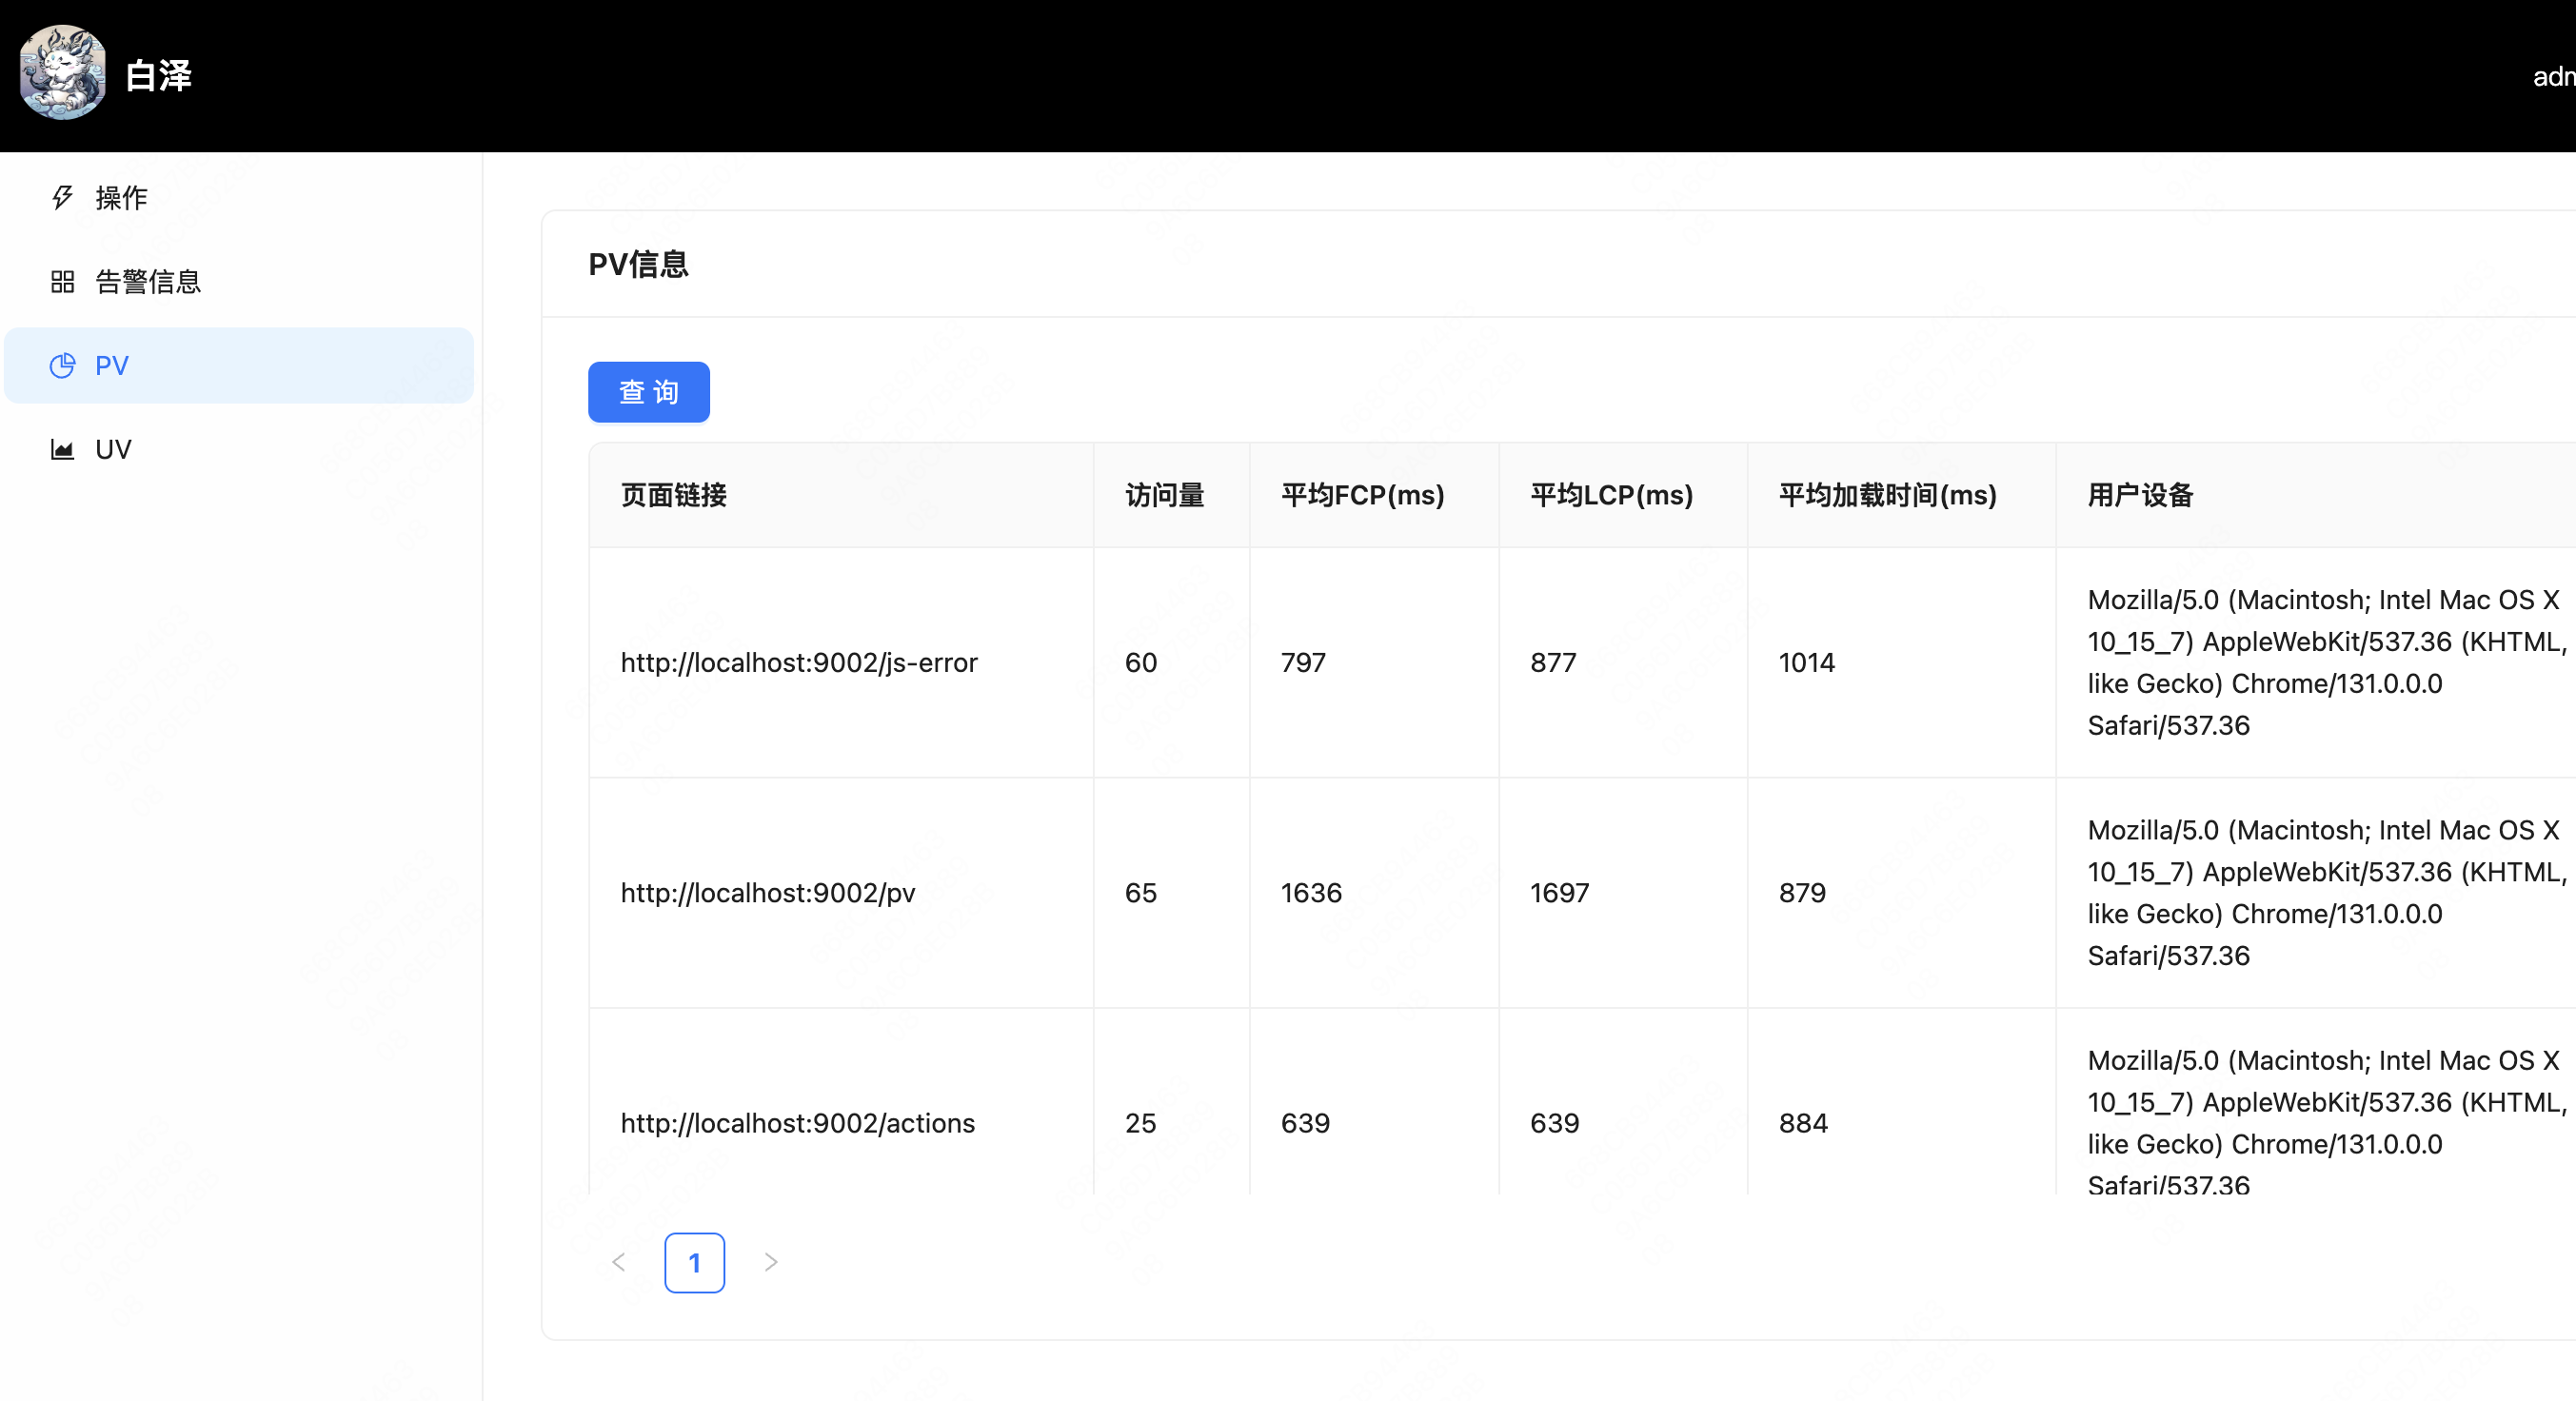 白泽
adm
操作
告警信息
PV
UV
PV信息
查 询
页面链接
访问量
平均FCP(ms)
平均LCP(ms)
平均加载时间(ms)
用户设备
http://localhost:9002/js-error
60
797
877
1014
Mozilla/5.0 (Macintosh; Intel Mac OS X
10_15_7) AppleWebKit/537.36 (KHTML,
like Gecko) Chrome/131.0.0.0
Safari/537.36
http://localhost:9002/pv
65
1636
1697
879
Mozilla/5.0 (Macintosh; Intel Mac OS X
10_15_7) AppleWebKit/537.36 (KHTML,
like Gecko) Chrome/131.0.0.0
Safari/537.36
http://localhost:9002/actions
25
639
639
884
Mozilla/5.0 (Macintosh; Intel Mac OS X
10_15_7) AppleWebKit/537.36 (KHTML,
like Gecko) Chrome/131.0.0.0
Safari/537.36
1